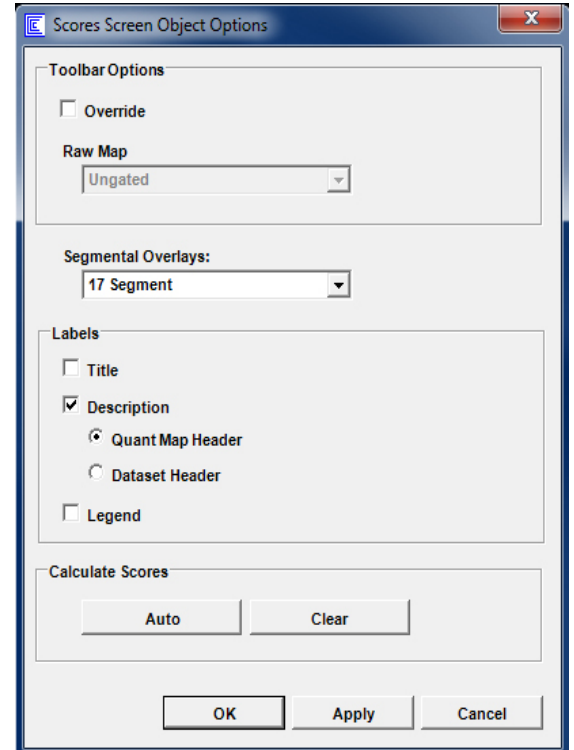 Scores Screen Object Options
Toolbar Options
Override
Raw Map
Ungated
Segmental Overlays:
17 Segment
Labels
Title
Description
Quant Map Header
Dataset Header
Legend
Calculate Scores
Auto Clear
OK Apply Cancel